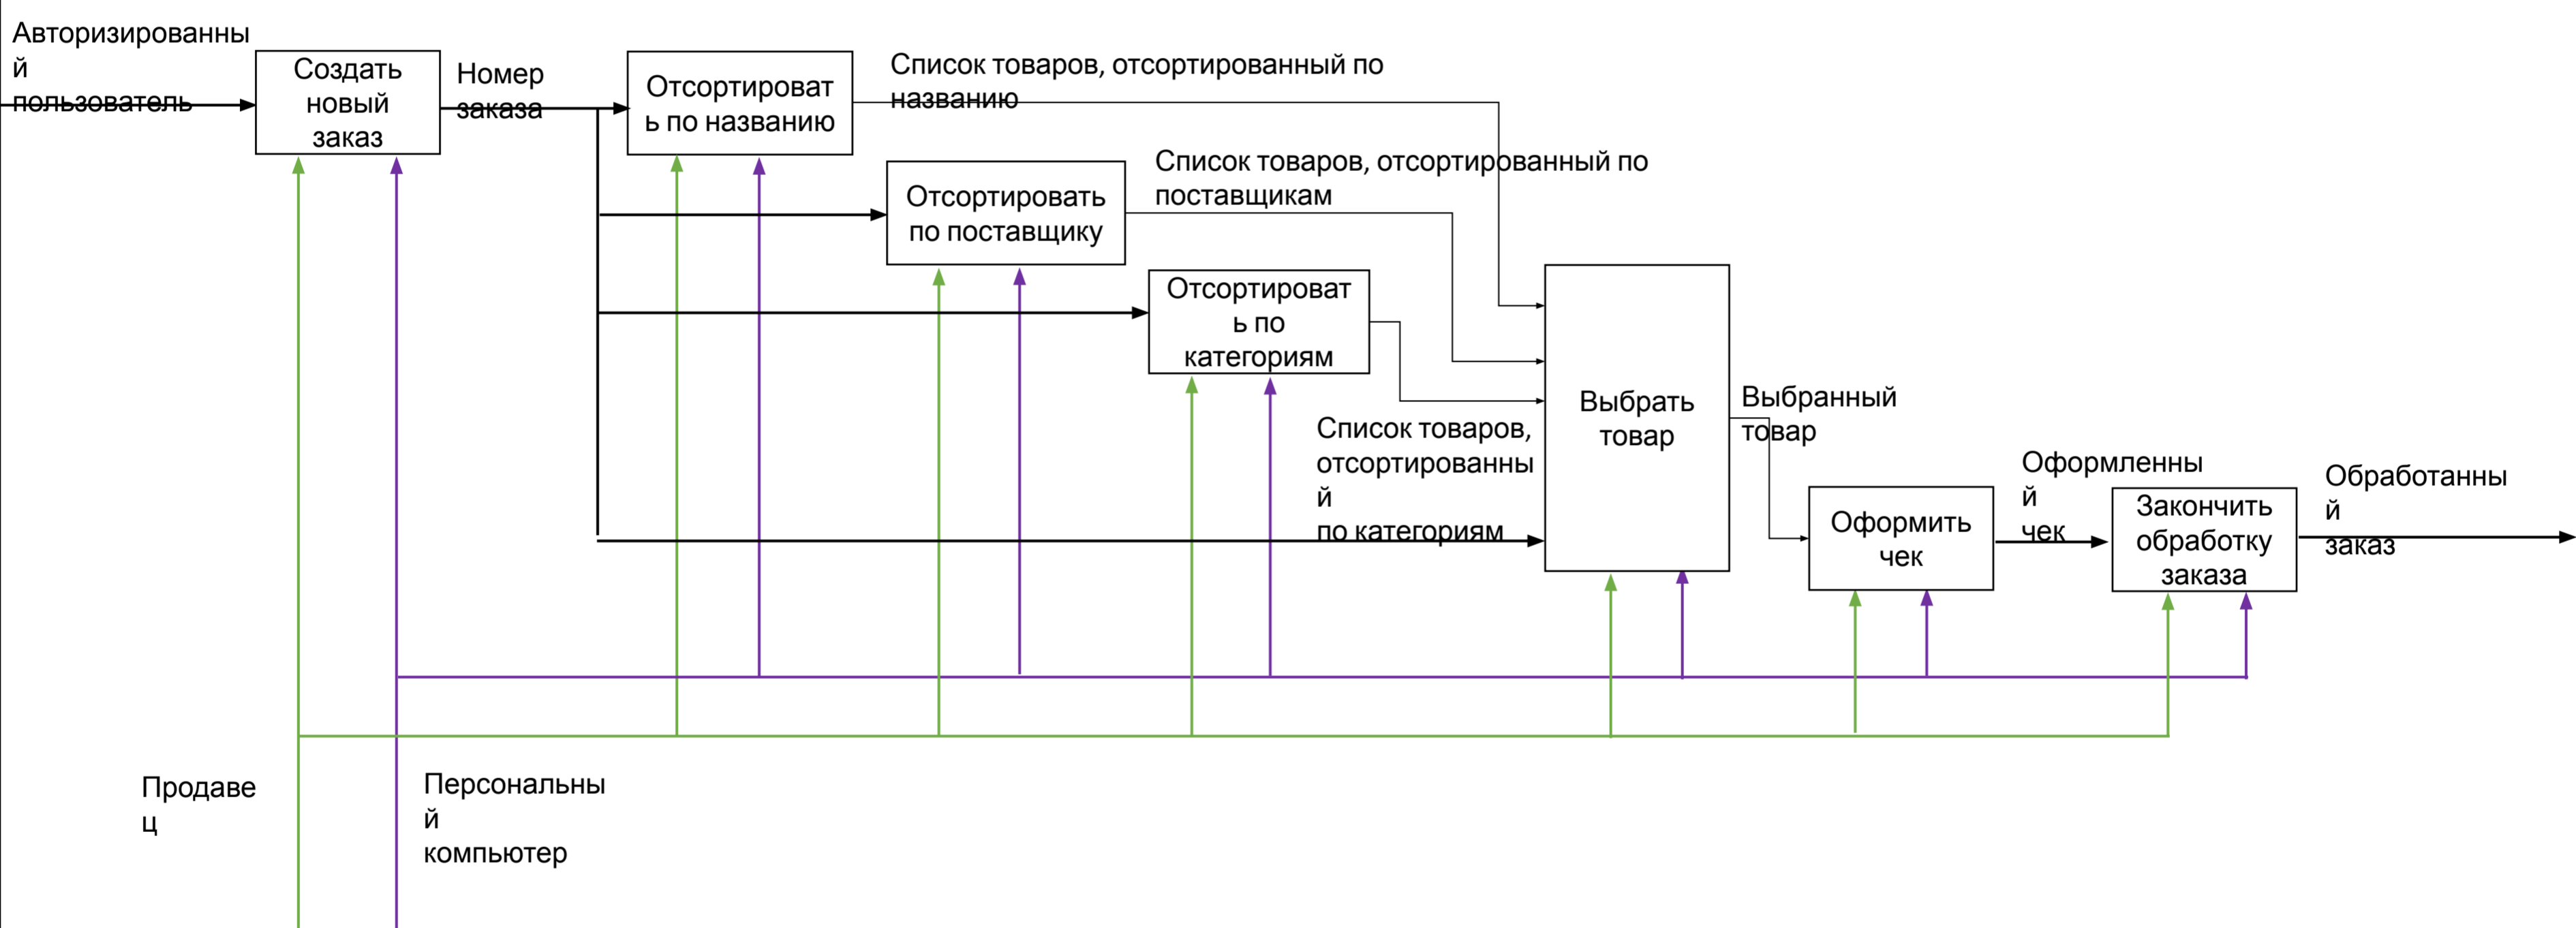 Авторизированны
й
пользователь
Создать
новый
заказ
Номер
заказа
Отсортироват
ь по названию
Список товаров, отсортированный по
названию
Отсортировать
по поставщику
Список товаров, отсортированный по
поставщикам
Отсортироват
ь по
категориям
Список товаров,
отсортированны
й
по категориям
Выбрать
товар
Выбранный
товар
Оформить
чек
Оформленны
й
чек
Закончить
обработку
заказа
Обработанны
й
заказ
Продаве
ц
Персональны
й
компьютер